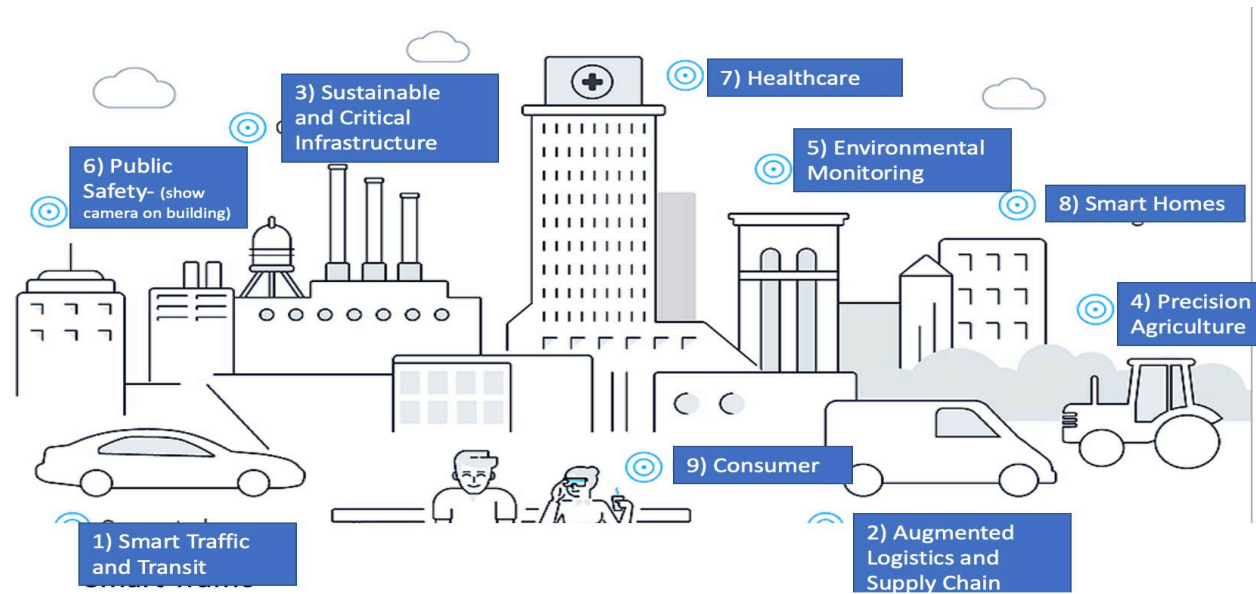 7) Healthcare
3) Sustainable
and Critical
Infrastructure
5) Environmental
Monitoring
6) Public
Safety- (show
camera on building)
8) Smart Homes
4) Precision
Agriculture
9) Consumer
1) Smart Traffic
and Transit
2) Augmented
Logistics and
Supply Chain